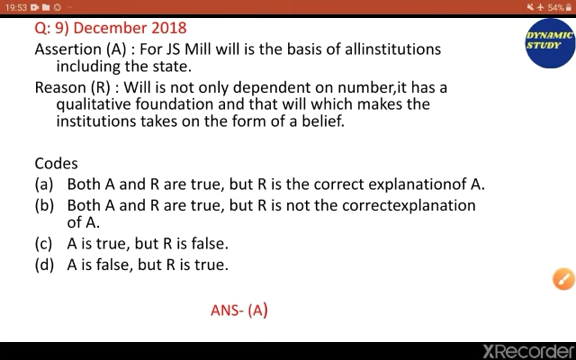 19:53
54%
Q: 9) December 2018
DYNAMIC
STUDY
Assertion (A) : For JS Mill will is the basis of allinstitutions
including the state.
Reason (R) : Will is not only dependent on number,it has a
qualitative foundation and that will which makes the
institutions takes on the form of a belief.
Codes
(a) Both A and R are true, but R is the correct explanationof A.
(b) Both A and R are true, but R is not the correctexplanation
of A.
(c) A is true, but R is false.
(d) A is false, but R is true.
ANS- (A)
XRecorder